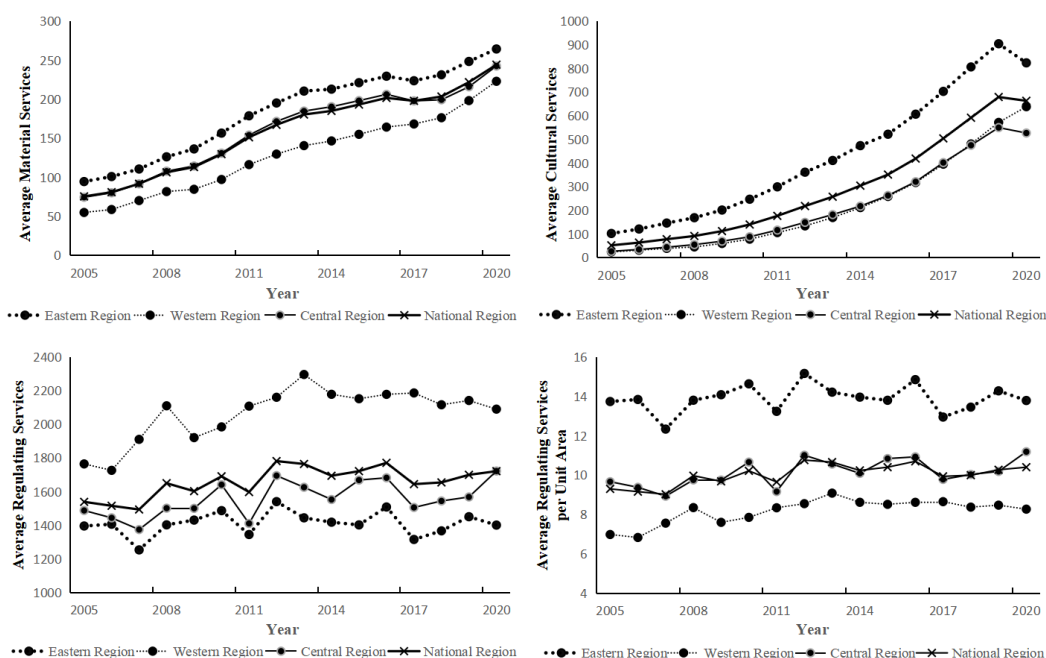 Average Material Services
300
250
200
150
100
50
0
2005 2008 2011 2014 2017 2020
Year
Eastern Region Western Region Central Region National Region
Average Cultural Services
1000
900
800
700
600
500
400
300
200
100
0
2005 2008 2011 2014 2017 2020
Year
Eastern Region Western Region Central Region National Region
Average Regulating Services
2400
2200
2000
1800
1600
1400
1200
1000
2005 2008 2011 2014 2017 2020
Year
Eastern Region Western Region Central Region National Region
Average Regulating Services
per Unit Area
16
14
12
10
8
6
4
2005 2008 2011 2014 2017 2020
Year
Eastern Region Western Region Central Region National Region